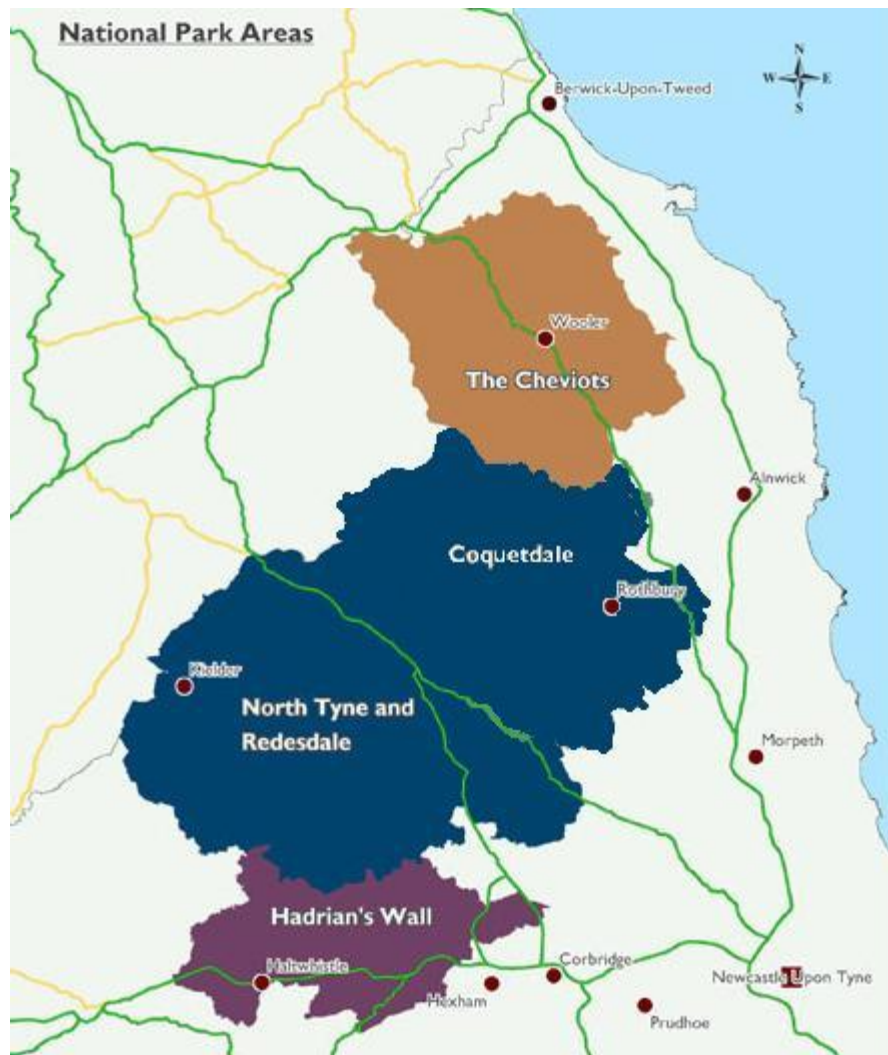 National Park Areas
N
W E
S
Berwick-Upon-Tweed
Wooler
The Cheviots
Alnwick
Coquetdale
Rothbury
Kielder
North Tyne and
Redesdale
Morpeth
Hadrian's Wall
Haltwhistle
Corbridge
Hexham
Newcastle Upon Tyne
Prudhoe